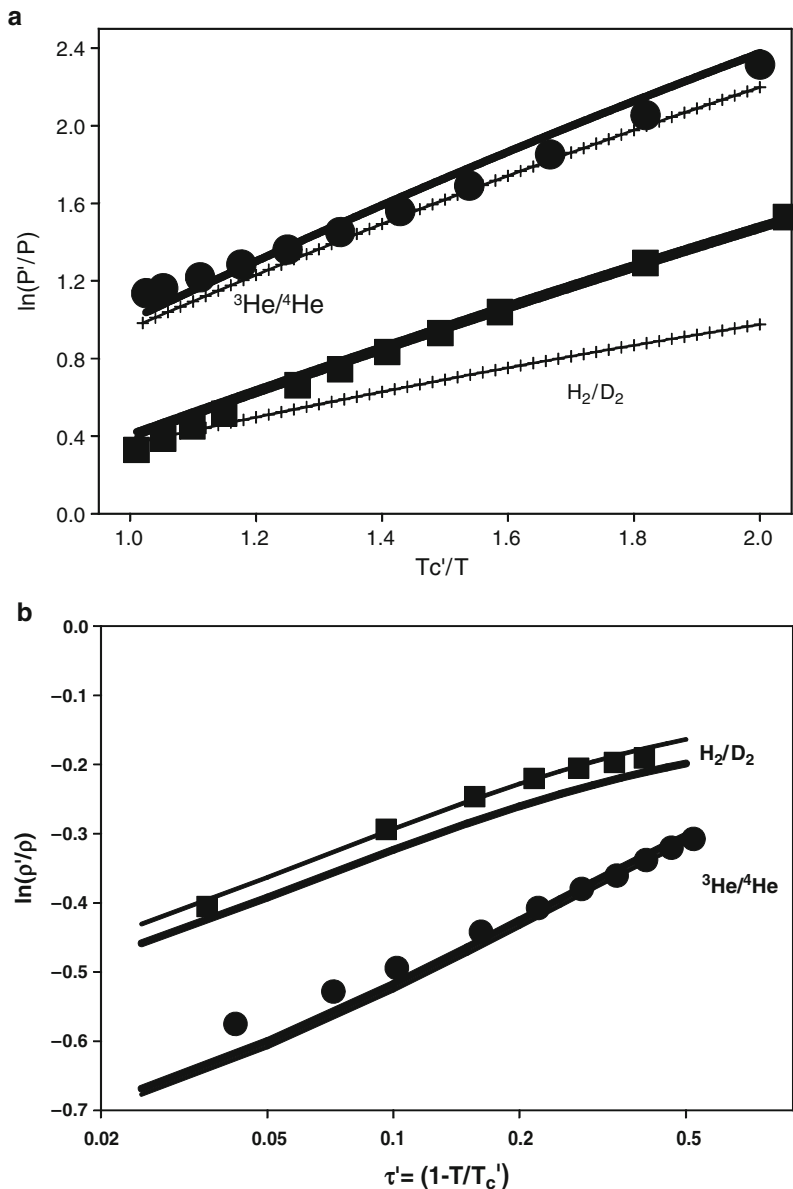 a
2.4
2.0
1.6
1.2
0.8
0.4
0.0
ln(P'/P)
³He/⁴He
H₂/D₂
1.0 1.2 1.4 1.6 1.8 2.0
Tc'/T
b
0.0
−0.1
−0.2
−0.3
−0.4
−0.5
−0.6
−0.7
ln(ρ'/ρ)
H₂/D₂
³He/⁴He
0.02 0.05 0.1 0.2 0.5
τ'= (1-T/T_c')